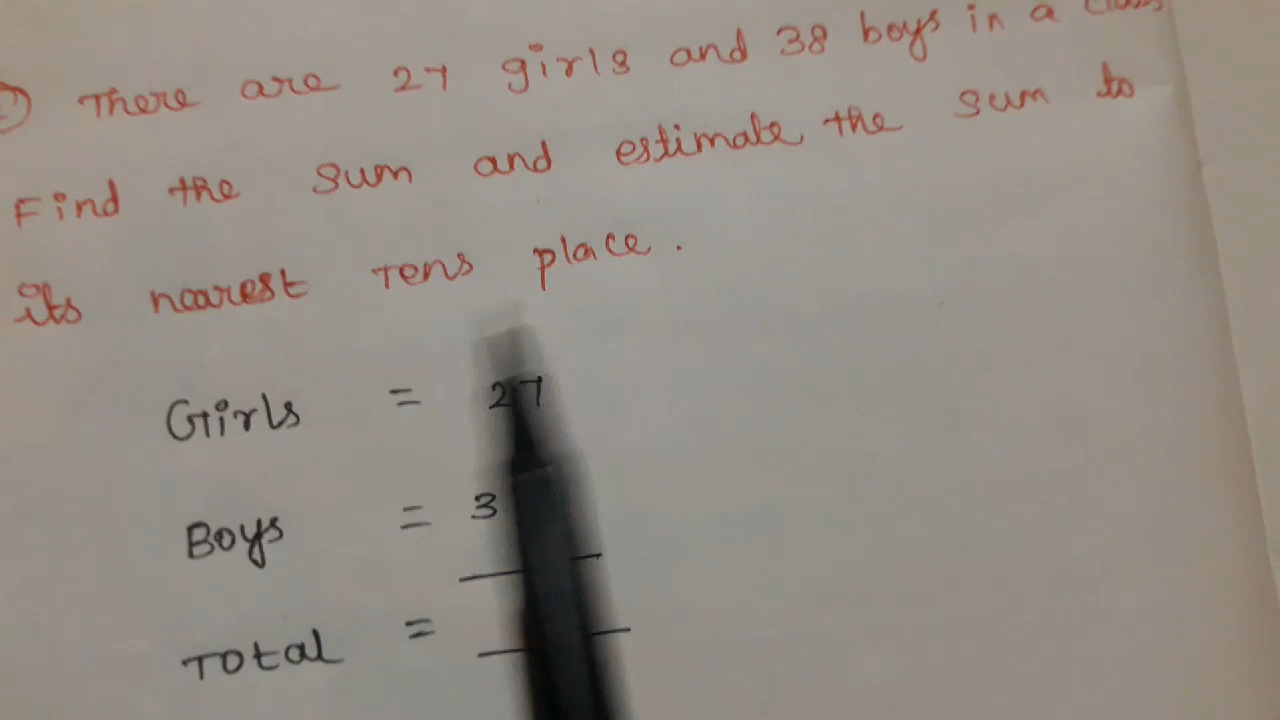 There are 27 girls and 38 boys in a class
Find the sum and estimate the sum to
its nearest Tens place.
Girls = 27
Boys = 3
Total =